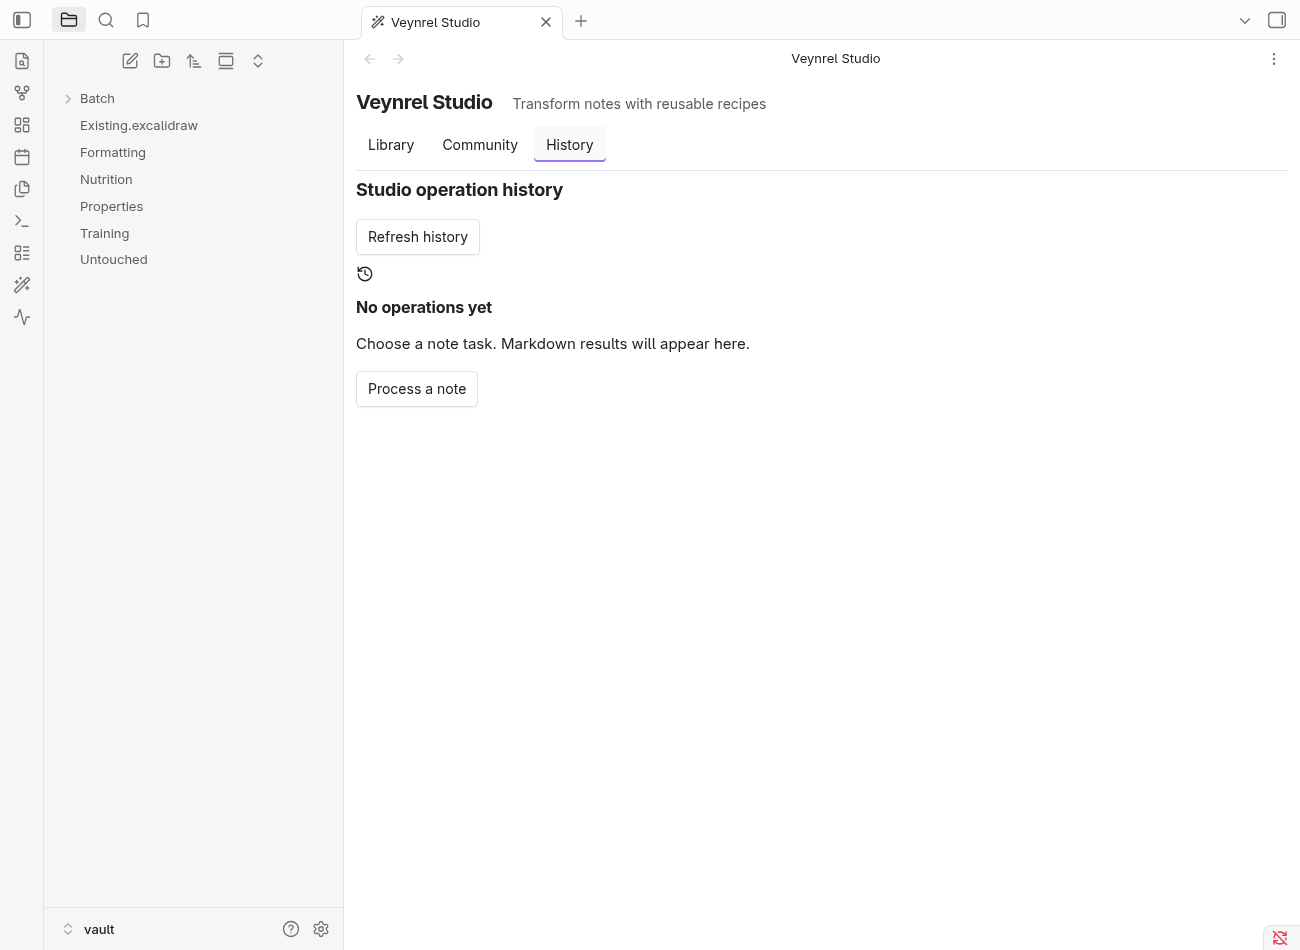 Veynrel Studio
Veynrel Studio
Batch
Existing.excalidraw
Formatting
Nutrition
Properties
Training
Untouched
vault
Veynrel Studio
Transform notes with reusable recipes
Library
Community
History
Studio operation history
Refresh history
No operations yet
Choose a note task. Markdown results will appear here.
Process a note